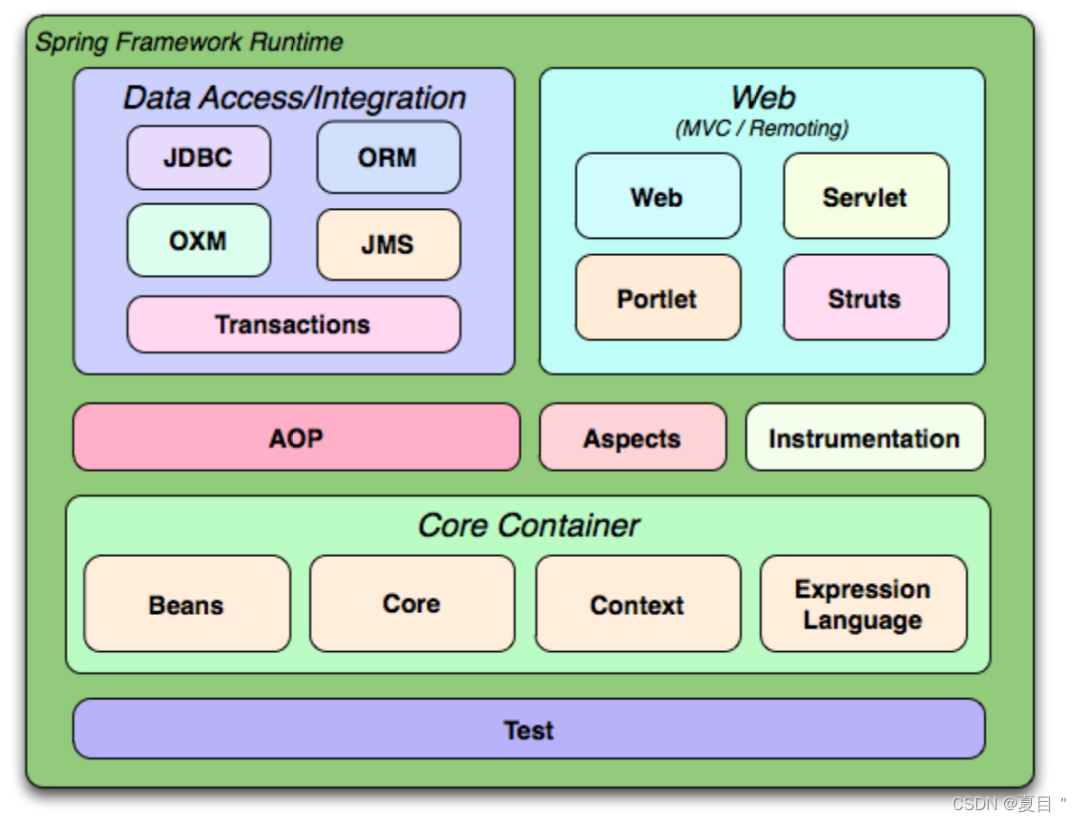 Spring Framework Runtime
Data Access/Integration
JDBC
ORM
OXM
JMS
Transactions
Web
(MVC / Remoting)
Web
Servlet
Portlet
Struts
AOP
Aspects
Instrumentation
Core Container
Beans
Core
Context
Expression
Language
Test
CSDN @夏目 "